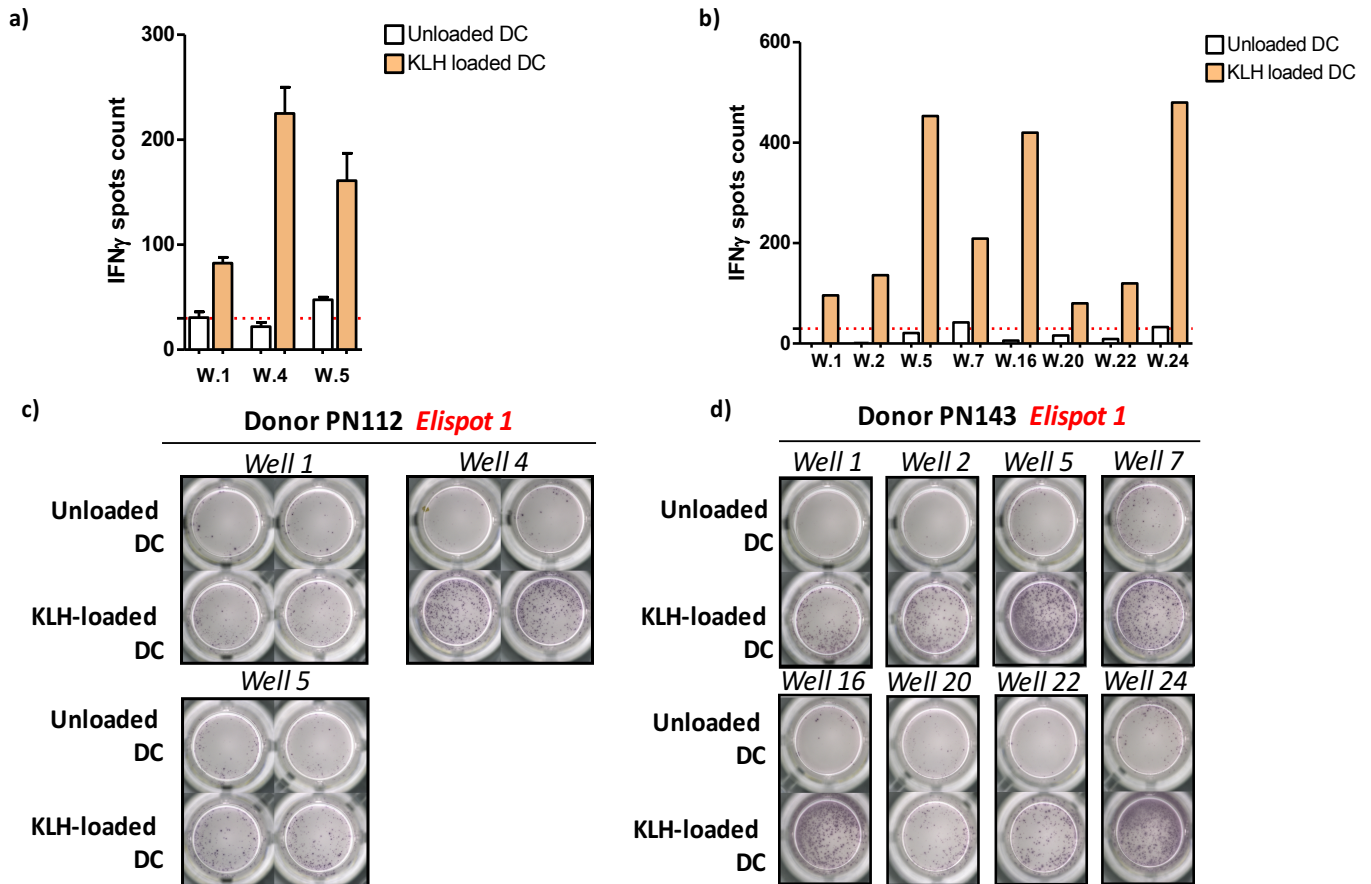 a)
300
200
100
0
IFNγ spots count
Unloaded DC
KLH loaded DC
W.1 W.4 W.5
b)
600
400
200
0
IFNγ spots count
Unloaded DC
KLH loaded DC
W.1 W.2 W.5 W.7 W.16 W.20 W.22 W.24
c)
Donor PN112 Elispot 1
Well 1 Well 4
Unloaded
DC
KLH-loaded
DC
Well 5
Unloaded
DC
KLH-loaded
DC
d)
Donor PN143 Elispot 1
Well 1 Well 2 Well 5 Well 7
Unloaded
DC
KLH-loaded
DC
Well 16 Well 20 Well 22 Well 24
Unloaded
DC
KLH-loaded
DC